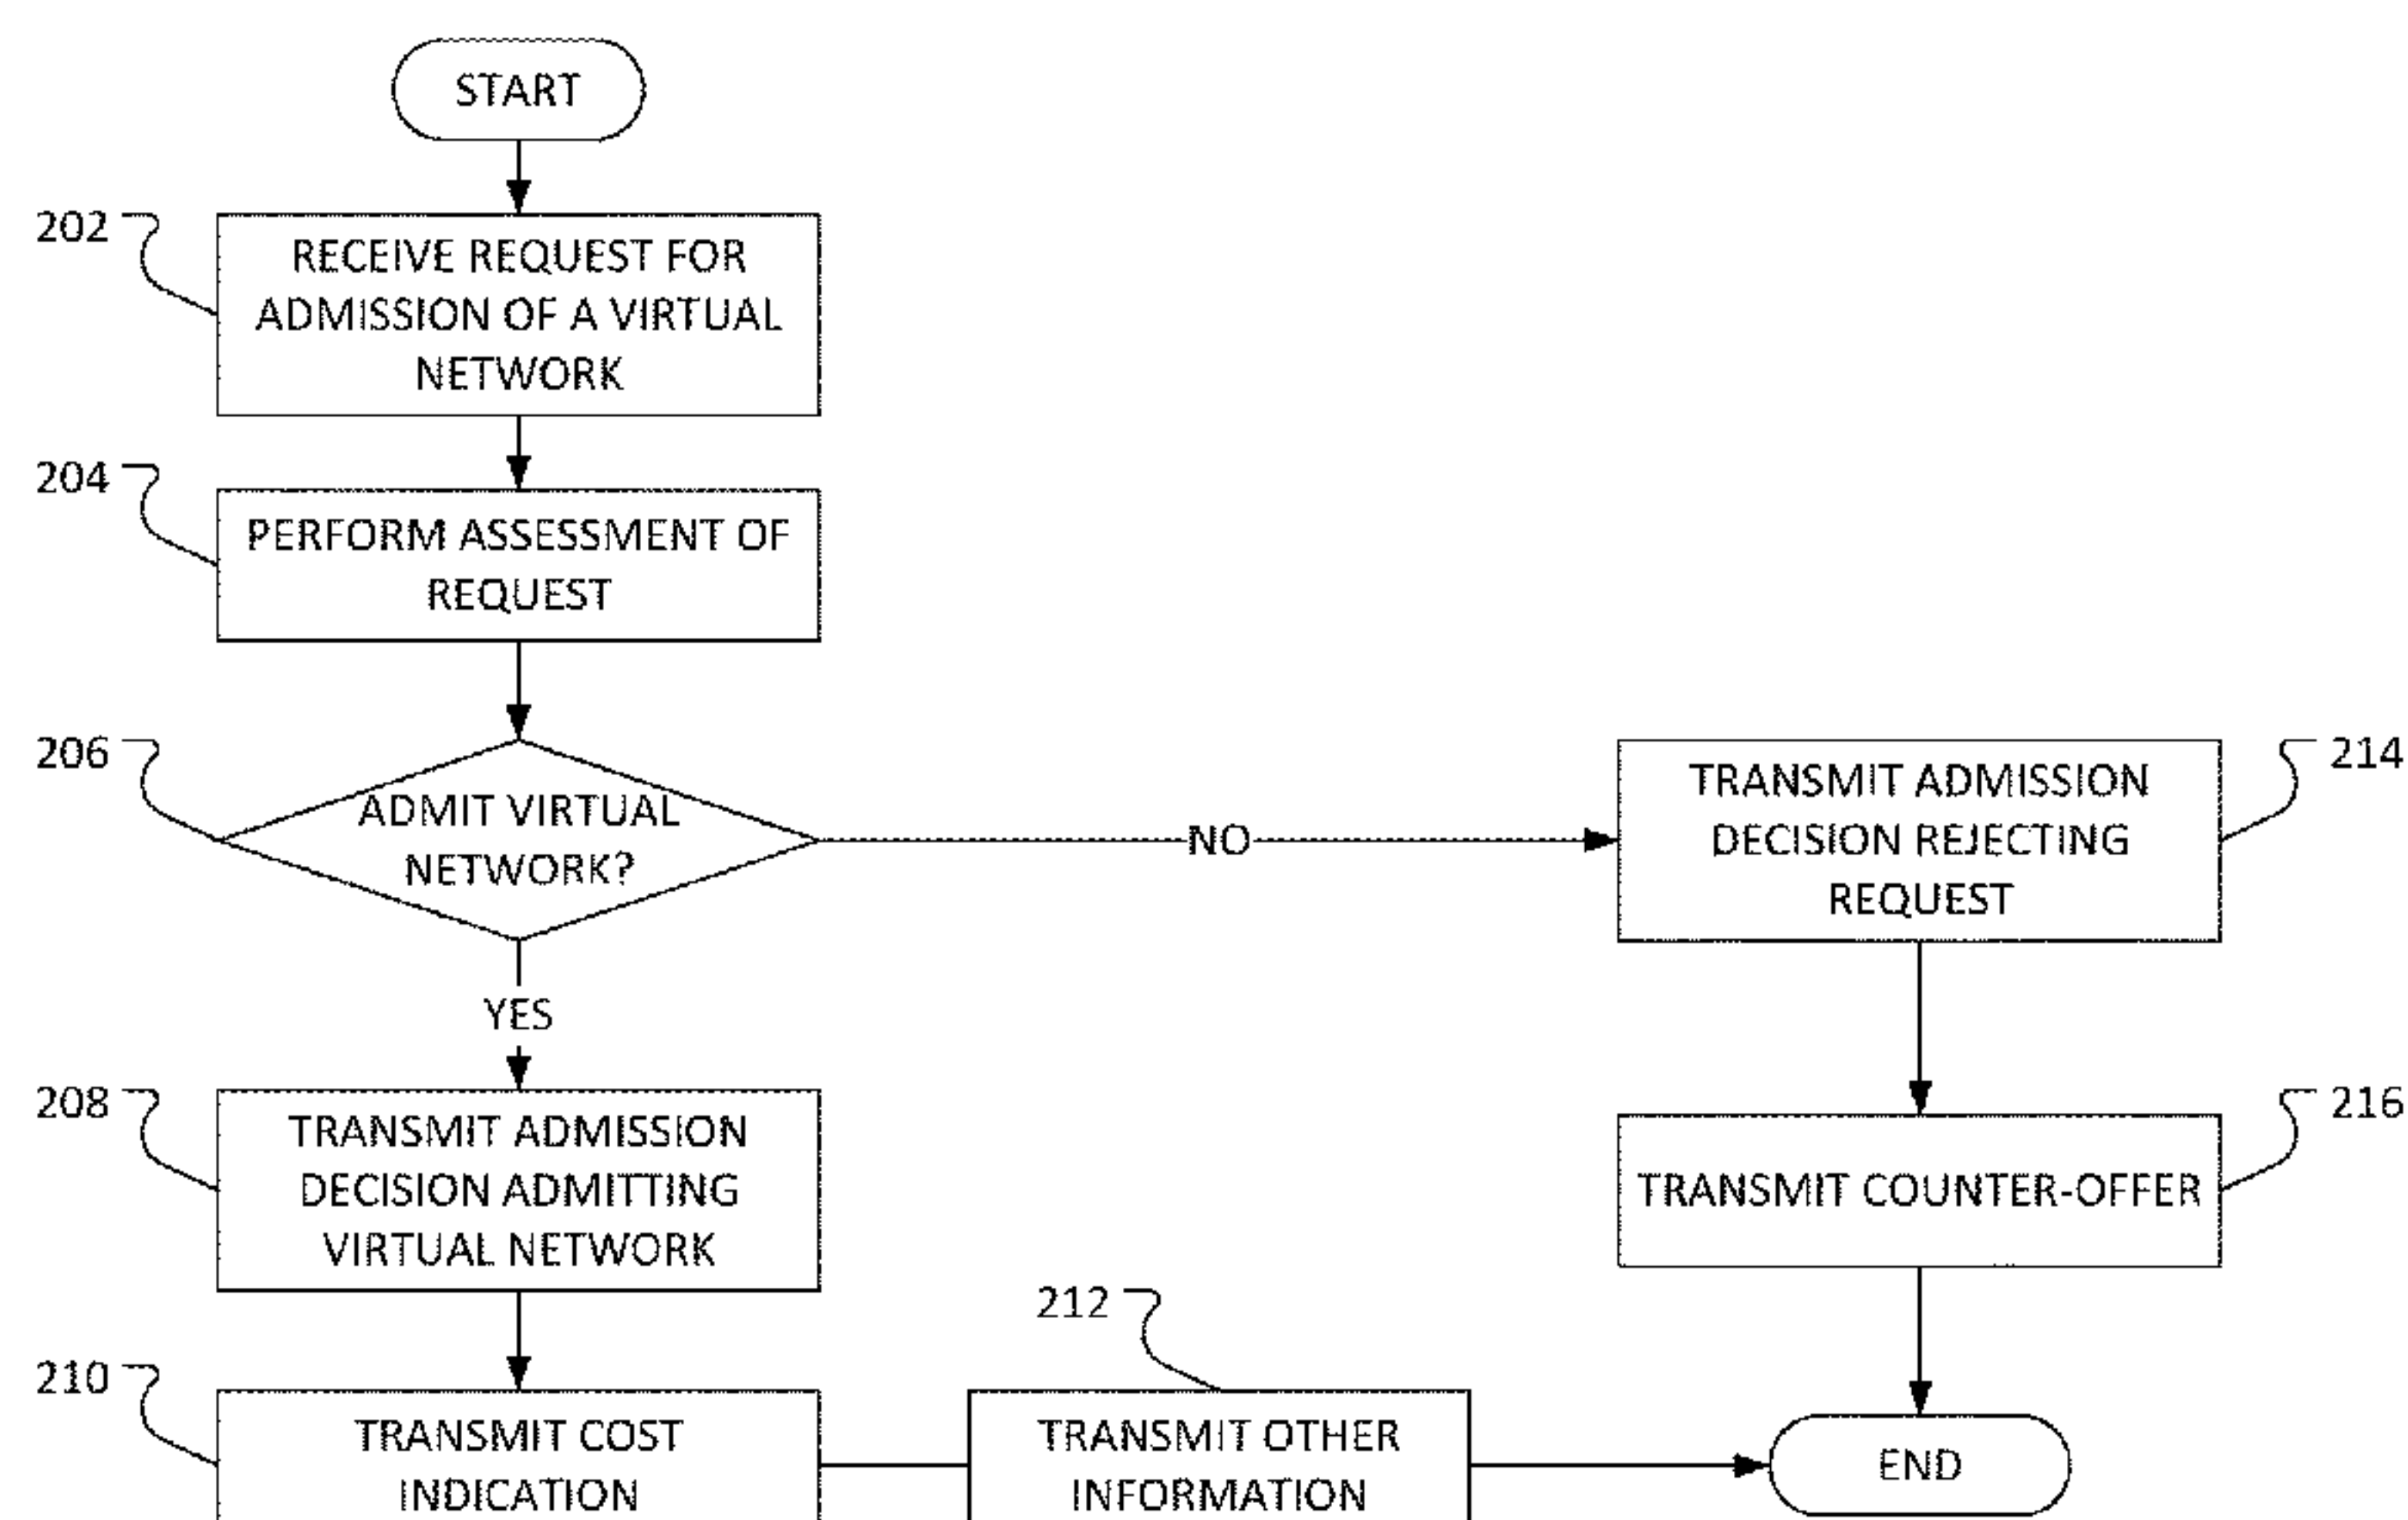 START
202
RECEIVE REQUEST FOR
ADMISSION OF A VIRTUAL
NETWORK
204
PERFORM ASSESSMENT OF
REQUEST
206
ADMIT VIRTUAL
NETWORK?
NO
214
TRANSMIT ADMISSION
DECISION REJECTING
REQUEST
YES
208
TRANSMIT ADMISSION
DECISION ADMITTING
VIRTUAL NETWORK
216
TRANSMIT COUNTER-OFFER
210
TRANSMIT COST
INDICATION
212
TRANSMIT OTHER
INFORMATION
END